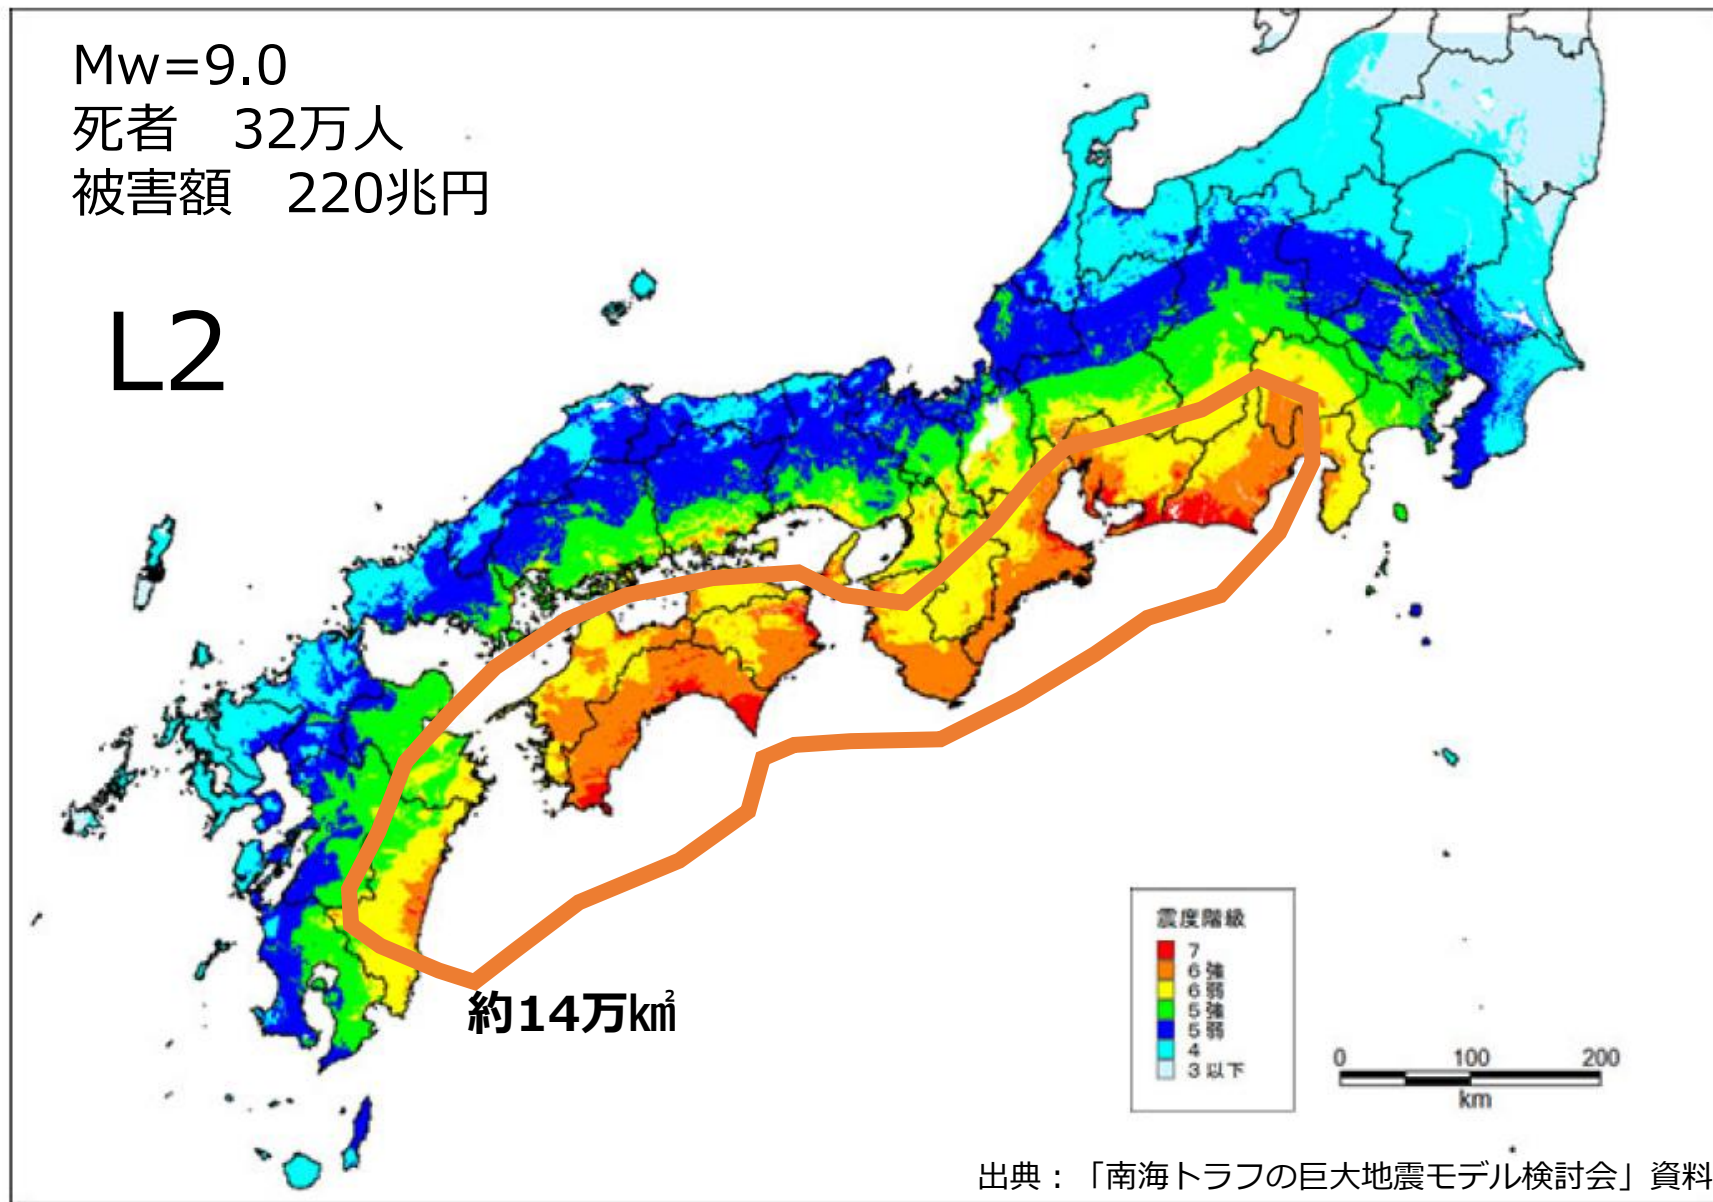 Mw=9.0
死者　32万人
被害額　220兆円
L2
約14万k㎡
震度階級
7
6強
6弱
5強
5弱
4
3以下
0 100 200
km
出典：「南海トラフの巨大地震モデル検討会」資料